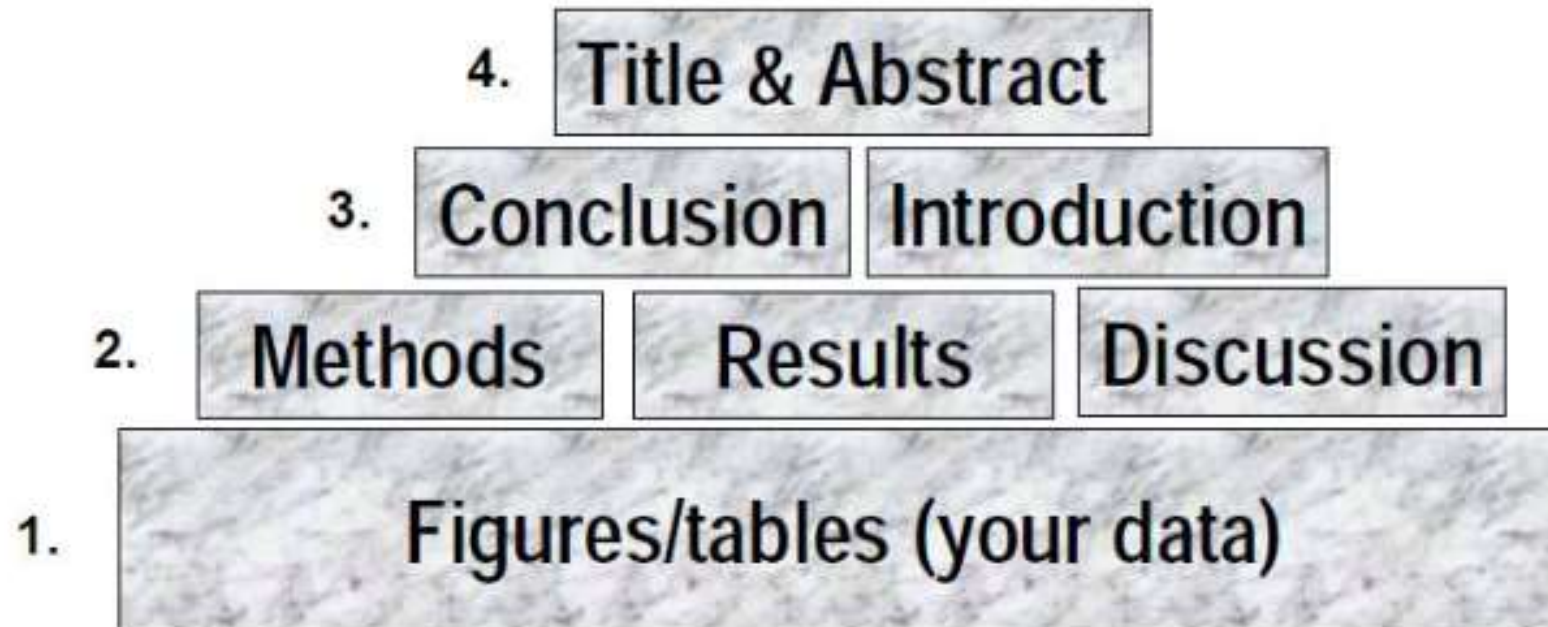 4. Title & Abstract
3. Conclusion Introduction
2. Methods Results Discussion
1. Figures/tables (your data)